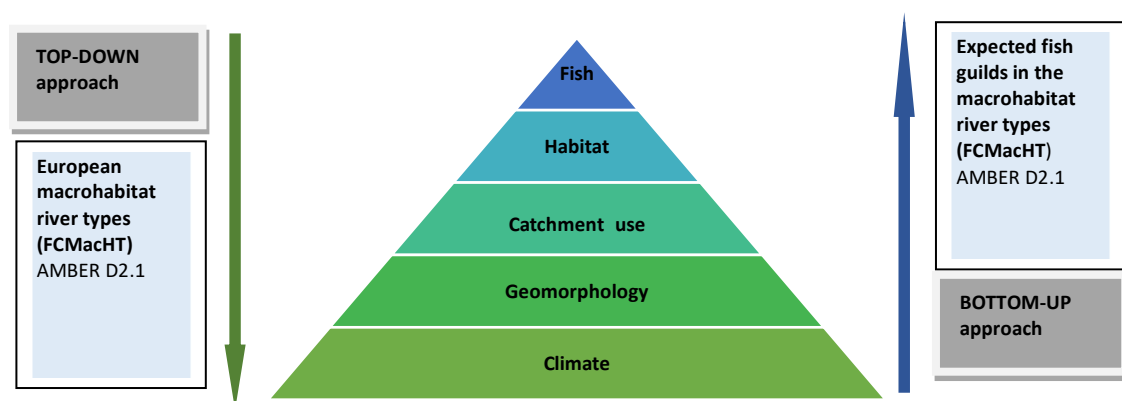 TOP-DOWN
approach
European
macrohabitat
river types
(FCMacHT)
AMBER D2.1
Fish
Habitat
Catchment use
Geomorphology
Climate
Expected fish
guilds in the
macrohabitat
river types
(FCMacHT)
AMBER D2.1
BOTTOM-UP
approach